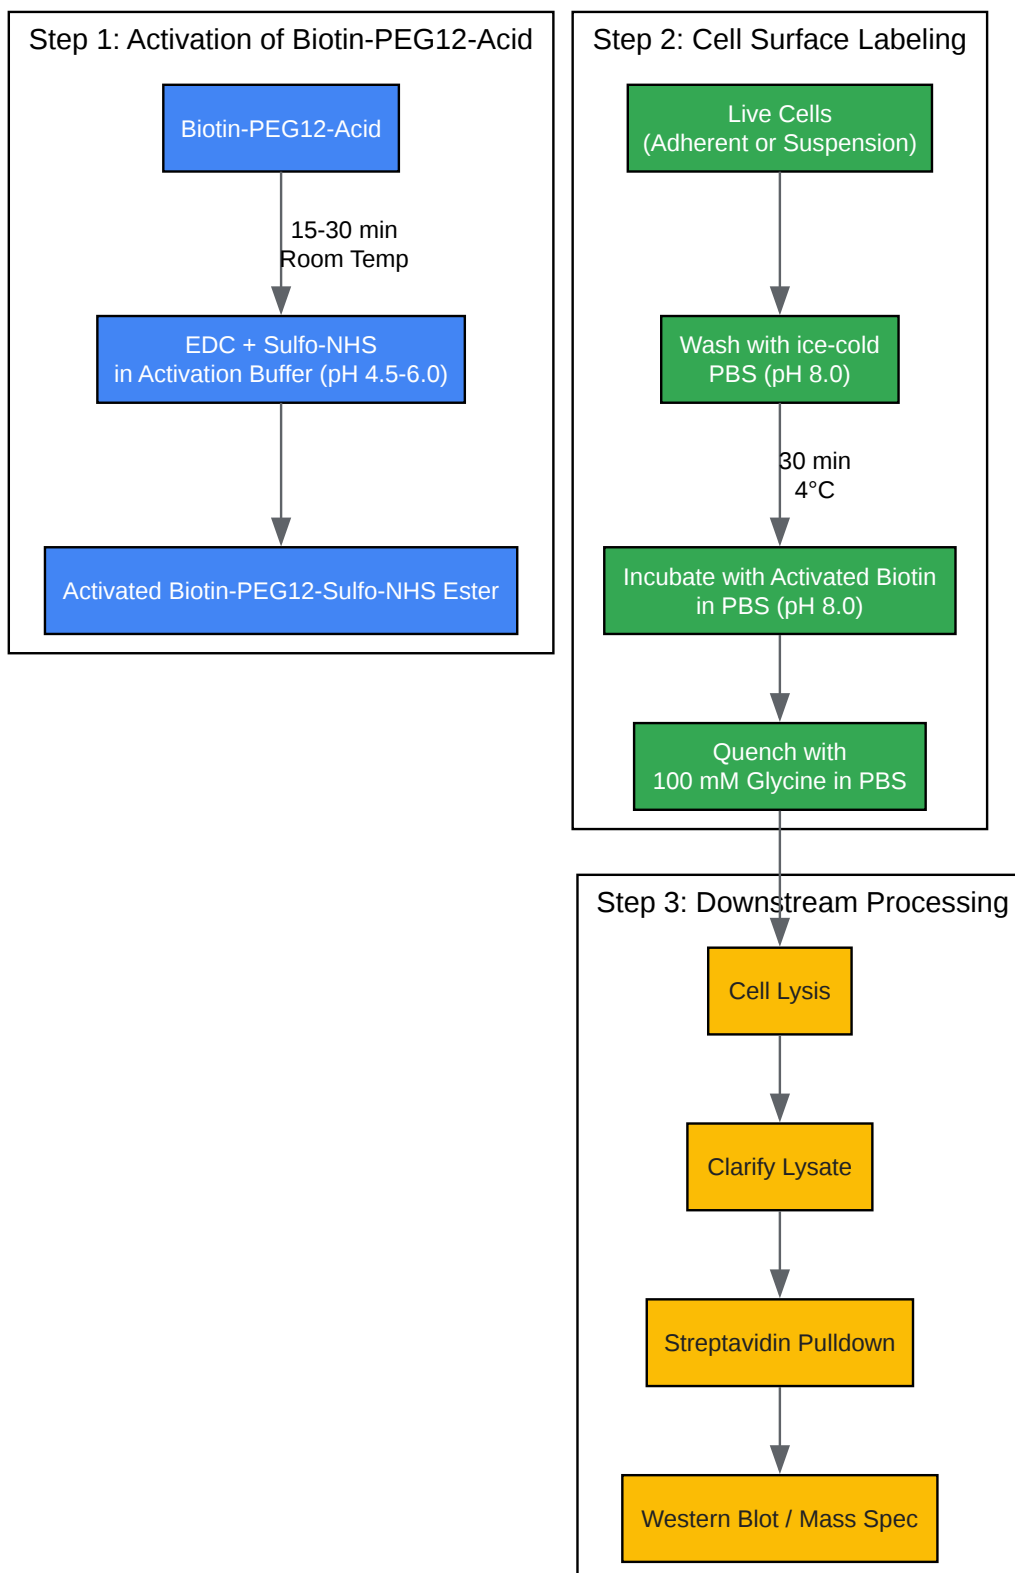 Step 1: Activation of Biotin-PEG12-Acid
Biotin-PEG12-Acid
15-30 min
Room Temp
EDC + Sulfo-NHS
in Activation Buffer (pH 4.5-6.0)
Activated Biotin-PEG12-Sulfo-NHS Ester
Step 2: Cell Surface Labeling
Live Cells
(Adherent or Suspension)
Wash with ice-cold
PBS (pH 8.0)
30 min
4°C
Incubate with Activated Biotin
in PBS (pH 8.0)
Quench with
100 mM Glycine in PBS
Step 3: Downstream Processing
Cell Lysis
Clarify Lysate
Streptavidin Pulldown
Western Blot / Mass Spec